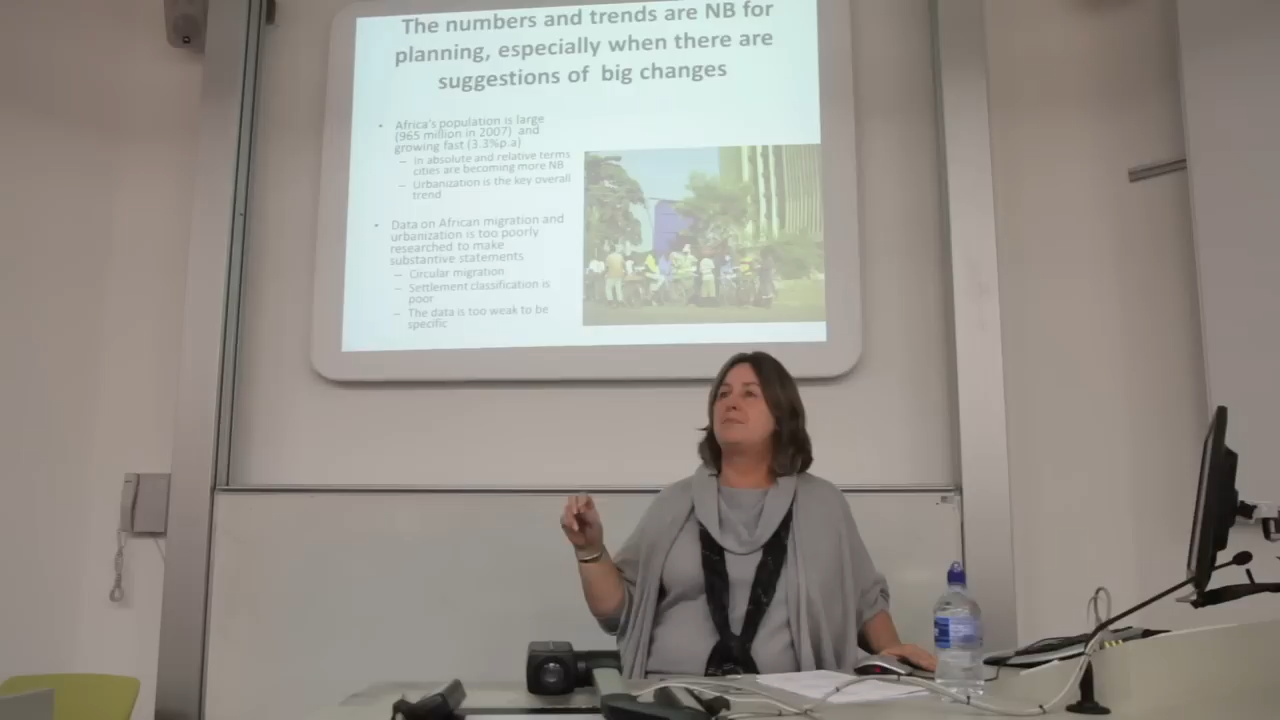 The numbers and trends are NB for
planning, especially when there are
suggestions of big changes
• Africa's population is large
(965 million in 2007) and
growing fast (3.3%p.a)
– In absolute and relative terms
cities are becoming more NB
– Urbanization is the key overall
trend
• Data on African migration and
urbanization is too poorly
researched to make
substantive statements
– Circular migration
– Settlement classification is
poor
– The data is too weak to be
specific